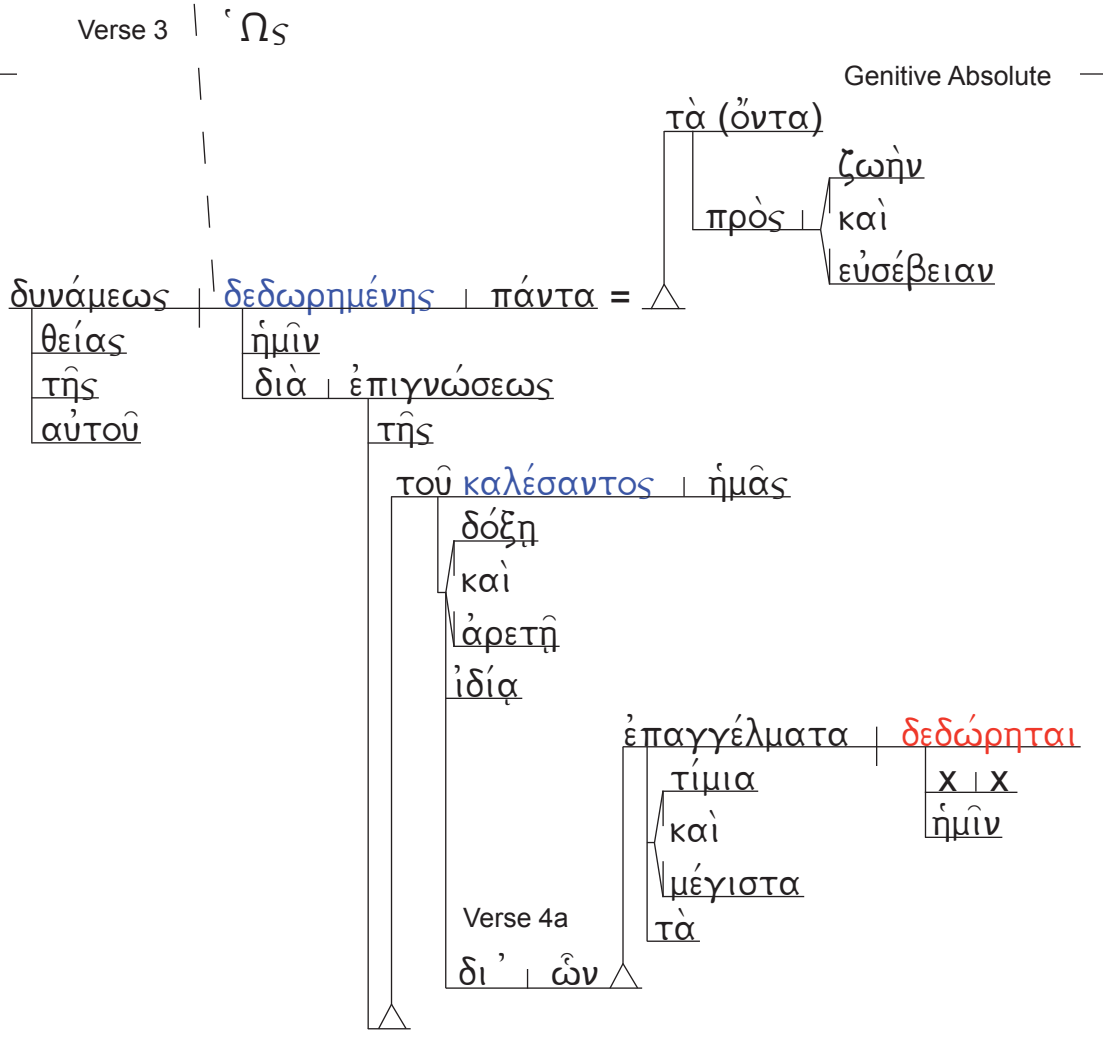 Verse 3 Ὡς
Genitive Absolute
τὰ (ὄντα)
ζωὴν
πρὸς καὶ
εὐσέβειαν
δυνάμεως δεδωρημένης πάντα =
θείας ἡμῖν
τῆς διὰ ἐπιγνώσεως
αὐτοῦ τῆς
τοῦ καλέσαντος ἡμᾶς
δόξῃ
καὶ
ἀρετῇ
ἰδίᾳ
ἐπαγγέλματα δεδώρηται
τίμια x x
καὶ ἡμῖν
μέγιστα
Verse 4a τὰ
δι’ ὧν